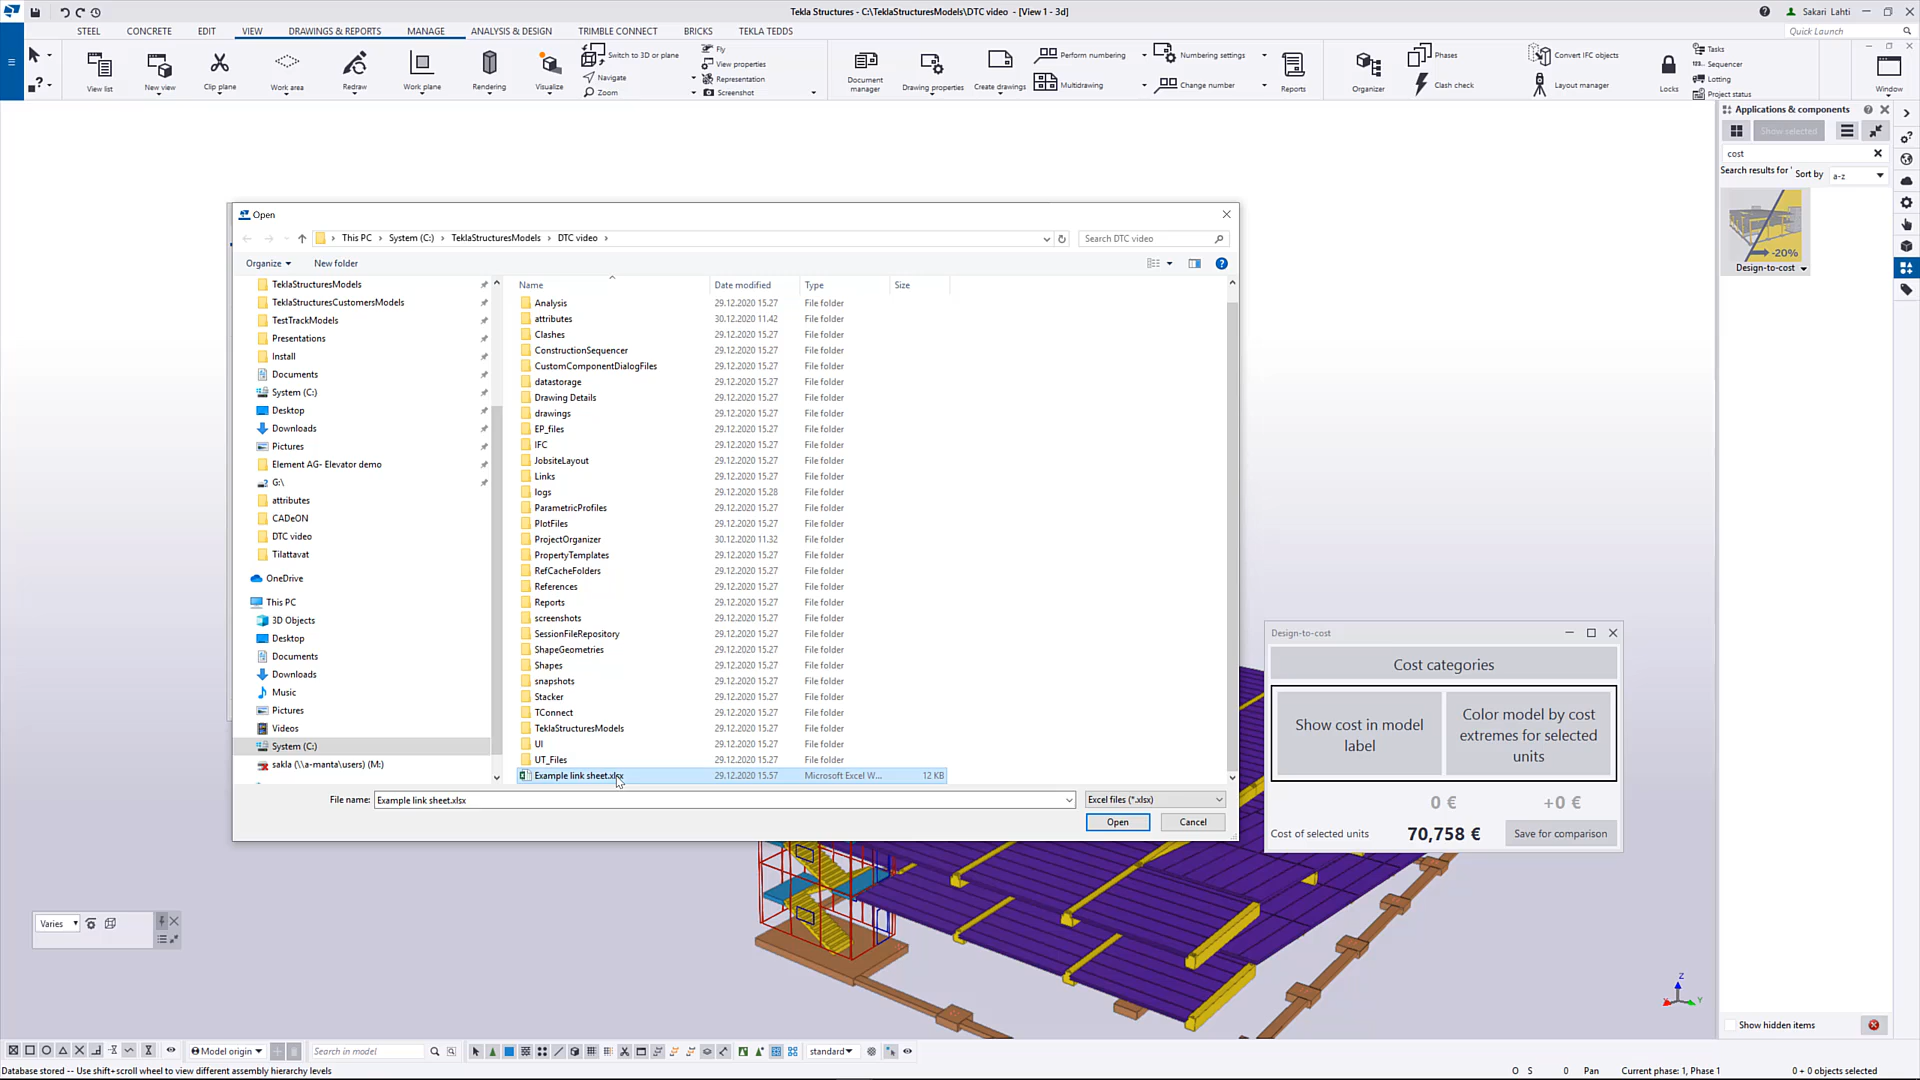 Tekla Structures - C:\TeklaStructuresModels\DTC video - [View 1 - 3d]
Sakari Lahti
STEEL CONCRETE EDIT VIEW DRAWINGS & REPORTS MANAGE ANALYSIS & DESIGN TRIMBLE CONNECT BRICKS TEKLA TEDDS
Quick Launch
View list
New view
Clip plane
Work area
Redraw
Work plane
Rendering
Visualize
Switch to 3D or plane
Navigate
Zoom
Fly
View properties
Representation
Screenshot
Document manager
Drawing properties
Create drawings
Perform numbering
Multidrawing
Numbering settings
Change number
Reports
Organizer
Phases
Clash check
Convert IFC objects
Layout manager
Locks
Tasks
Sequencer
Lotting
Project status
Window
Applications & components
Show selected
cost
Search results for '
Sort by
a-z
-20%
Design-to-cost
Open
This PC > System (C:) > TeklaStructuresModels > DTC video >
Search DTC video
Organize
New folder
TeklaStructuresModels
TeklaStructuresCustomersModels
TestTrackModels
Presentations
Install
Documents
System (C:)
Desktop
Downloads
Pictures
Element AG- Elevator demo
G:\
attributes
CADeON
DTC video
Tilattavat
OneDrive
This PC
3D Objects
Desktop
Documents
Downloads
Music
Pictures
Videos
System (C:)
sakla (\\a-manta\users) (M:)
Name Date modified Type Size
Analysis 29.12.2020 15.27 File folder
attributes 30.12.2020 11.42 File folder
Clashes 29.12.2020 15.27 File folder
ConstructionSequencer 29.12.2020 15.27 File folder
CustomComponentDialogFiles 29.12.2020 15.27 File folder
datastorage 29.12.2020 15.27 File folder
Drawing Details 29.12.2020 15.27 File folder
drawings 29.12.2020 15.27 File folder
EP_files 29.12.2020 15.27 File folder
IFC 29.12.2020 15.27 File folder
JobsiteLayout 29.12.2020 15.27 File folder
Links 29.12.2020 15.27 File folder
logs 29.12.2020 15.28 File folder
ParametricProfiles 29.12.2020 15.27 File folder
PlotFiles 29.12.2020 15.27 File folder
ProjectOrganizer 30.12.2020 11.32 File folder
PropertyTemplates 29.12.2020 15.27 File folder
RefCacheFolders 29.12.2020 15.27 File folder
References 29.12.2020 15.27 File folder
Reports 29.12.2020 15.27 File folder
screenshots 29.12.2020 15.27 File folder
SessionFileRepository 29.12.2020 15.27 File folder
ShapeGeometries 29.12.2020 15.27 File folder
Shapes 29.12.2020 15.27 File folder
snapshots 29.12.2020 15.27 File folder
Stacker 29.12.2020 15.27 File folder
TConnect 29.12.2020 15.27 File folder
TeklaStructuresModels 29.12.2020 15.27 File folder
UI 29.12.2020 15.27 File folder
UT_Files 29.12.2020 15.27 File folder
Example link sheet.xlsx 29.12.2020 15.57 Microsoft Excel W... 12 KB
File name: Example link sheet.xlsx
Excel files (*.xlsx)
Open
Cancel
Design-to-cost
Cost categories
Show cost in model
label
Color model by cost
extremes for selected
units
0 € +0 €
Cost of selected units 70,758 € Save for comparison
Varies
Z
X Y
Show hidden items
Model origin
Search in model
standard
Database stored -- Use shift+scroll wheel to view different assembly hierarchy levels
O S 0 Pan Current phase: 1, Phase 1 0 + 0 objects selected